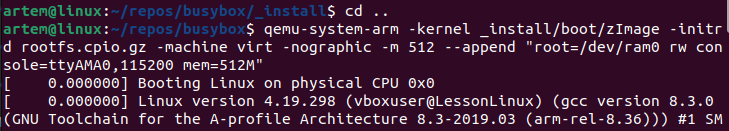 artem@linux:~/repos/busybox/_install$ cd ..
artem@linux:~/repos/busybox$ qemu-system-arm -kernel _install/boot/zImage -initr
d rootfs.cpio.gz -machine virt -nographic -m 512 --append "root=/dev/ram0 rw con
sole=ttyAMA0,115200 mem=512M"
[    0.000000] Booting Linux on physical CPU 0x0
[    0.000000] Linux version 4.19.298 (vboxuser@LessonLinux) (gcc version 8.3.0
(GNU Toolchain for the A-profile Architecture 8.3-2019.03 (arm-rel-8.36))) #1 SM